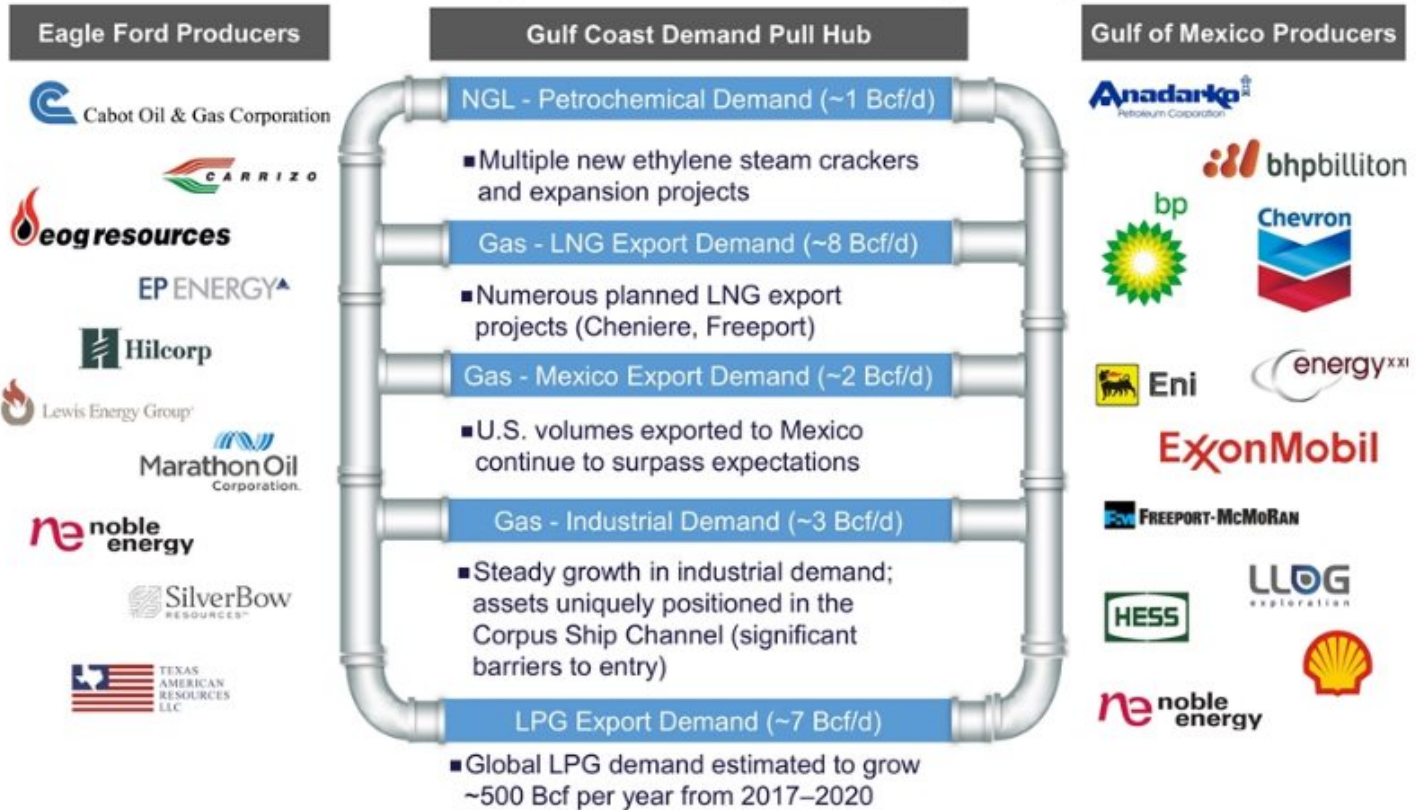 Eagle Ford Producers
Cabot Oil & Gas Corporation
CARRIZO
eog resources
EP ENERGY
Hilcorp
Lewis Energy Group
Marathon Oil
Corporation.
ne noble
energy
SilverBow
RESOURCES
TEXAS
AMERICAN
RESOURCES
LLC
Gulf Coast Demand Pull Hub
NGL - Petrochemical Demand (~1 Bcf/d)
▪Multiple new ethylene steam crackers
and expansion projects
Gas - LNG Export Demand (~8 Bcf/d)
▪Numerous planned LNG export
projects (Cheniere, Freeport)
Gas - Mexico Export Demand (~2 Bcf/d)
▪U.S. volumes exported to Mexico
continue to surpass expectations
Gas - Industrial Demand (~3 Bcf/d)
▪Steady growth in industrial demand;
assets uniquely positioned in the
Corpus Ship Channel (significant
barriers to entry)
LPG Export Demand (~7 Bcf/d)
▪Global LPG demand estimated to grow
~500 Bcf per year from 2017–2020
Gulf of Mexico Producers
Anadarko
Petroleum Corporation
bhpbilliton
bp
Chevron
Eni
energy XXI
ExxonMobil
FM FREEPORT-McMoRAN
LLOG
exploration
HESS
ne noble
energy